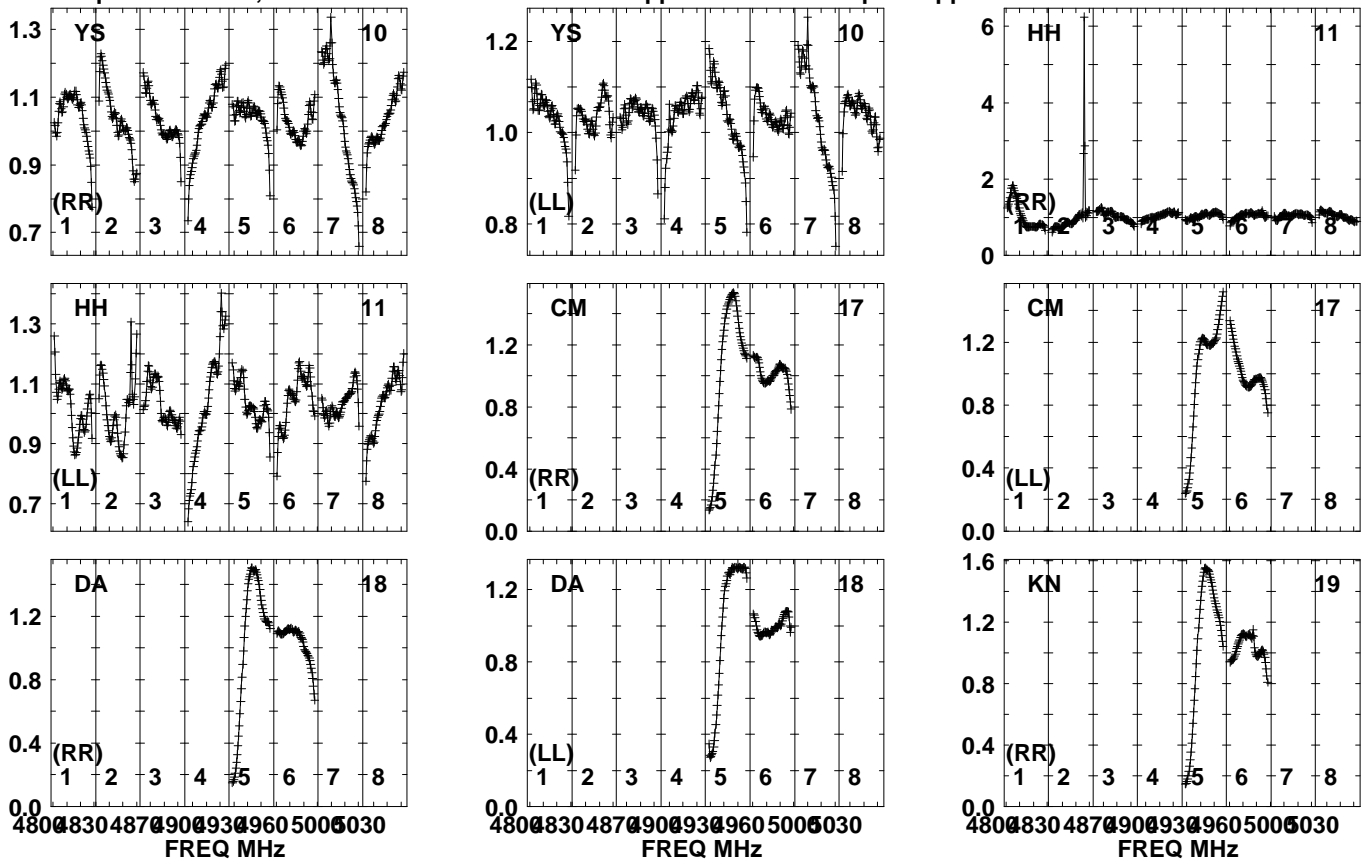 YS 10 YS 10 HH 11
1.3 1.1 0.9 0.7
1.2 1.0 0.8
6 4 2 0
(RR) (LL) (RR)
1 2 3 4 5 6 7 8
1 2 3 4 5 6 7 8
1 2 3 4 5 6 7 8
HH 11 CM 17 CM 17
1.3 1.1 0.9 0.7
1.2 0.8 0.4 0.0
1.2 0.8 0.4 0.0
(LL) (RR) (LL)
1 2 3 4 5 6 7 8
1 2 3 4 5 6 7 8
1 2 3 4 5 6 7 8
DA 18 DA 18 KN 19
1.2 0.8 0.4 0.0
1.2 0.8 0.4 0.0
1.6 1.2 0.8 0.4 0.0
(RR) (LL) (RR)
1 2 3 4 5 6 7 8
1 2 3 4 5 6 7 8
1 2 3 4 5 6 7 8
4800 4830 4870 4900 4930 4960 5000 5030
4800 4830 4870 4900 4930 4960 5000 5030
4800 4830 4870 4900 4930 4960 5000 5030
FREQ MHz FREQ MHz FREQ MHz